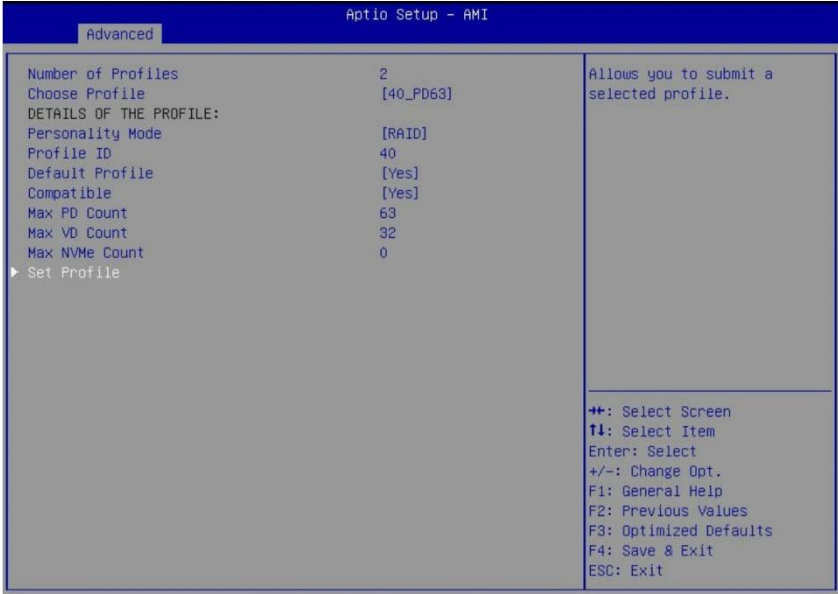 Aptio Setup - AMI
Advanced
Number of Profiles 2
Choose Profile [40_PD63]
DETAILS OF THE PROFILE:
Personality Mode [RAID]
Profile ID 40
Default Profile [Yes]
Compatible [Yes]
Max PD Count 63
Max VD Count 32
Max NVMe Count 0
▶ Set Profile
Allows you to submit a
selected profile.
→←: Select Screen
↑↓: Select Item
Enter: Select
+/-: Change Opt.
F1: General Help
F2: Previous Values
F3: Optimized Defaults
F4: Save & Exit
ESC: Exit